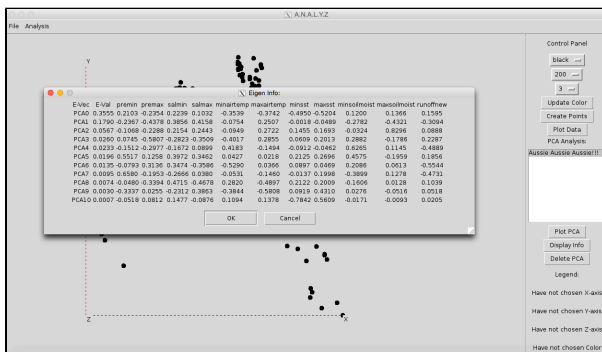 A.N.A.L.Y.Z
File Analysis
Y
Eigen Info:
E-Vec E-Val premin premax salmin salmax minairtemp maxairtemp minsst maxsst minsoilmoist maxsoilmoist runoffnew
PCA0 0.3555 0.2103 -0.2354 0.2239 0.1032 -0.3539 -0.3742 -0.4950 0.5204 0.1200 0.1366 0.1595
PCA1 0.1790 -0.2367 -0.4378 0.3856 0.4158 -0.0754 0.2507 -0.0018 -0.0489 -0.2782 -0.4321 -0.3094
PCA2 0.0567 -0.1068 -0.2288 0.2154 0.2443 -0.0949 0.2722 0.1455 0.1693 -0.0324 0.8296 0.0888
PCA3 0.0260 0.0745 -0.5807 -0.2823 -0.3509 -0.4017 0.2855 0.0609 0.2013 0.2882 -0.1786 0.2287
PCA4 0.0233 -0.1512 -0.2977 -0.1672 0.0899 0.4183 -0.1494 -0.0912 -0.0462 0.6265 0.1145 -0.4889
PCA5 0.0196 0.5517 0.1258 0.3972 0.3462 0.0427 0.0218 0.2125 0.2696 0.4575 -0.1959 0.1856
PCA6 0.0135 -0.0793 0.3136 0.3474 -0.3586 -0.5290 0.0366 0.0897 0.0469 0.2086 0.0613 -0.5544
PCA7 0.0095 0.6580 -0.1953 -0.2666 0.0380 -0.0531 -0.1460 -0.0137 0.1998 -0.3899 0.1278 -0.4731
PCA8 0.0074 -0.0480 -0.3394 0.4715 -0.4678 0.2820 -0.4897 0.2122 0.2009 -0.1606 0.0128 0.1039
PCA9 0.0030 -0.3337 0.0255 -0.2312 0.3863 -0.3844 -0.5808 0.0919 0.4310 0.0276 -0.0516 0.0518
PCA10 0.0007 -0.0518 0.0812 0.1477 -0.0876 0.1094 0.1378 -0.7842 0.5609 -0.0171 -0.0093 0.0205
OK Cancel
Z
X
Control Panel
black
200
3
Update Color
Create Points
Plot Data
PCA Analysis:
Aussie Aussie Aussie!!!
Plot PCA
Display Info
Delete PCA
Legend:
Have not chosen X-axis
Have not chosen Y-axis
Have not chosen Z-axis
Have not chosen Color